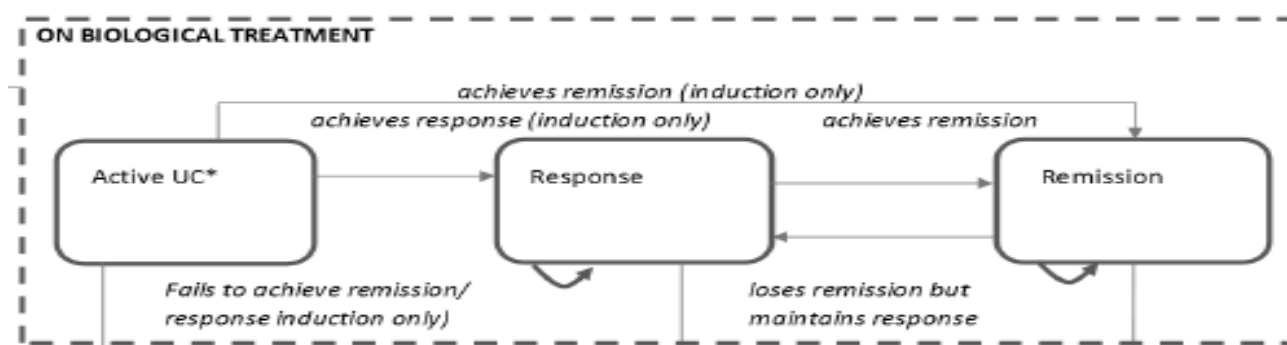 ON BIOLOGICAL TREATMENT
achieves remission (induction only)
achieves response (induction only)
achieves remission
Active UC*
Response
Remission
Fails to achieve remission/
response induction only)
loses remission but
maintains response